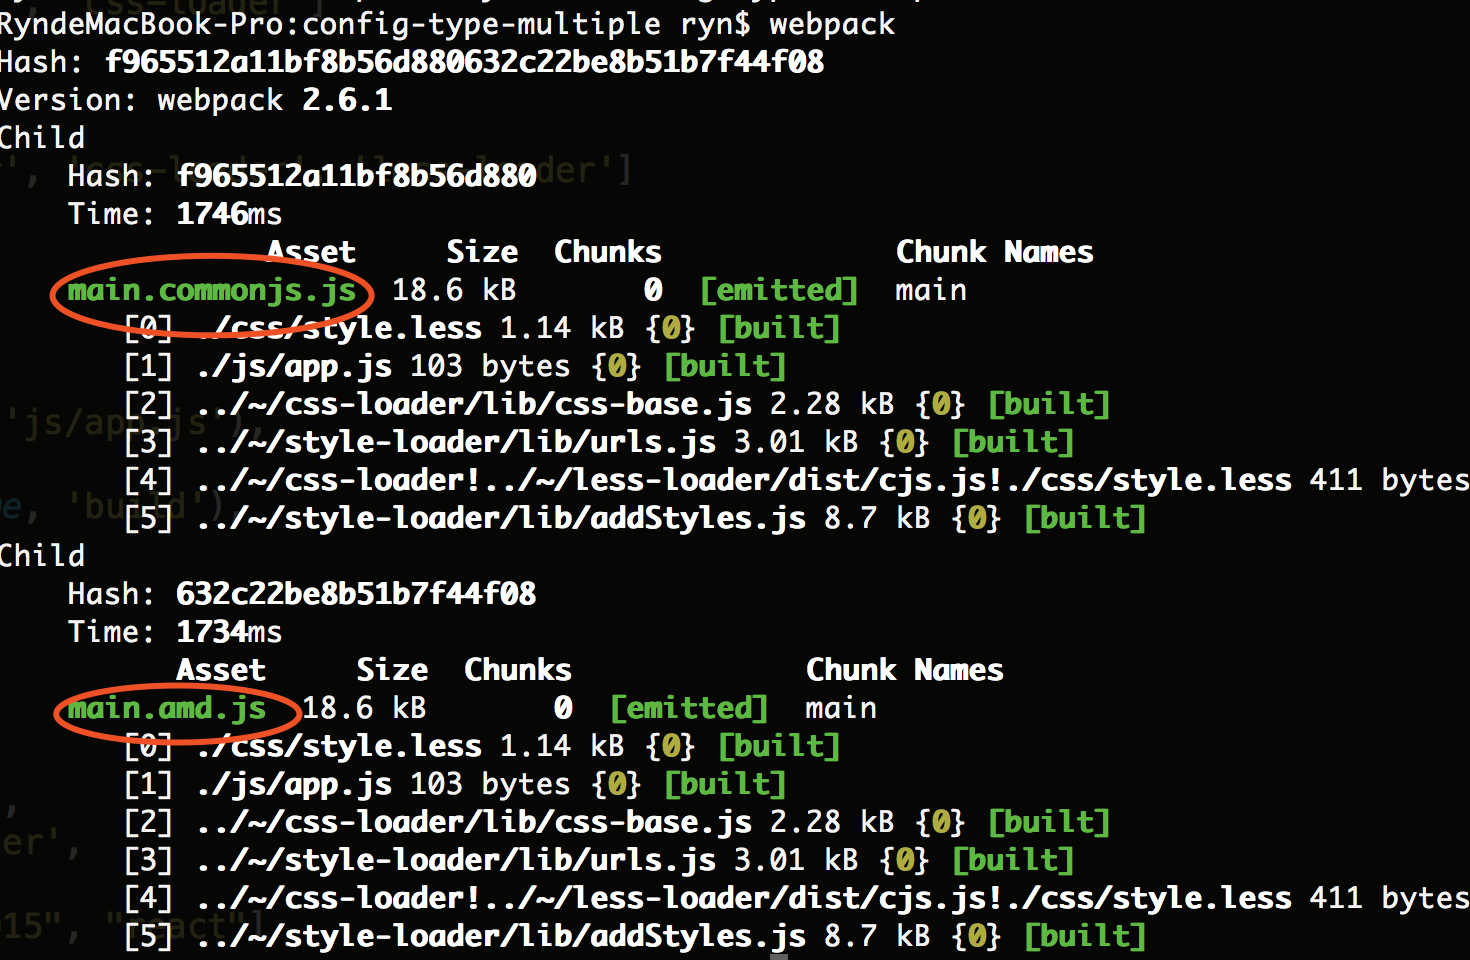 css-loader ]
RyndeMacBook-Pro:config-type-multiple ryn$ webpack
Hash: f965512a11bf8b56d880632c22be8b51b7f44f08
Version: webpack 2.6.1
Child
    Hash: f965512a11bf8b56d880
    Time: 1746ms
           Asset     Size  Chunks             Chunk Names
main.commonjs.js  18.6 kB       0  [emitted]  main
   [0] ./css/style.less 1.14 kB {0} [built]
   [1] ./js/app.js 103 bytes {0} [built]
   [2] ../~/css-loader/lib/css-base.js 2.28 kB {0} [built]
'js/app.js'),
   [3] ../~/style-loader/lib/urls.js 3.01 kB {0} [built]
   [4] ../~/css-loader!../~/less-loader/dist/cjs.js!./css/style.less 411 bytes
e, 'build'),
   [5] ../~/style-loader/lib/addStyles.js 8.7 kB {0} [built]
Child
    Hash: 632c22be8b51b7f44f08
    Time: 1734ms
      Asset     Size  Chunks             Chunk Names
main.amd.js  18.6 kB       0  [emitted]  main
   [0] ./css/style.less 1.14 kB {0} [built]
   [1] ./js/app.js 103 bytes {0} [built]
,
   [2] ../~/css-loader/lib/css-base.js 2.28 kB {0} [built]
er',
   [3] ../~/style-loader/lib/urls.js 3.01 kB {0} [built]
   [4] ../~/css-loader!../~/less-loader/dist/cjs.js!./css/style.less 411 bytes
015", "react"]
   [5] ../~/style-loader/lib/addStyles.js 8.7 kB {0} [built]